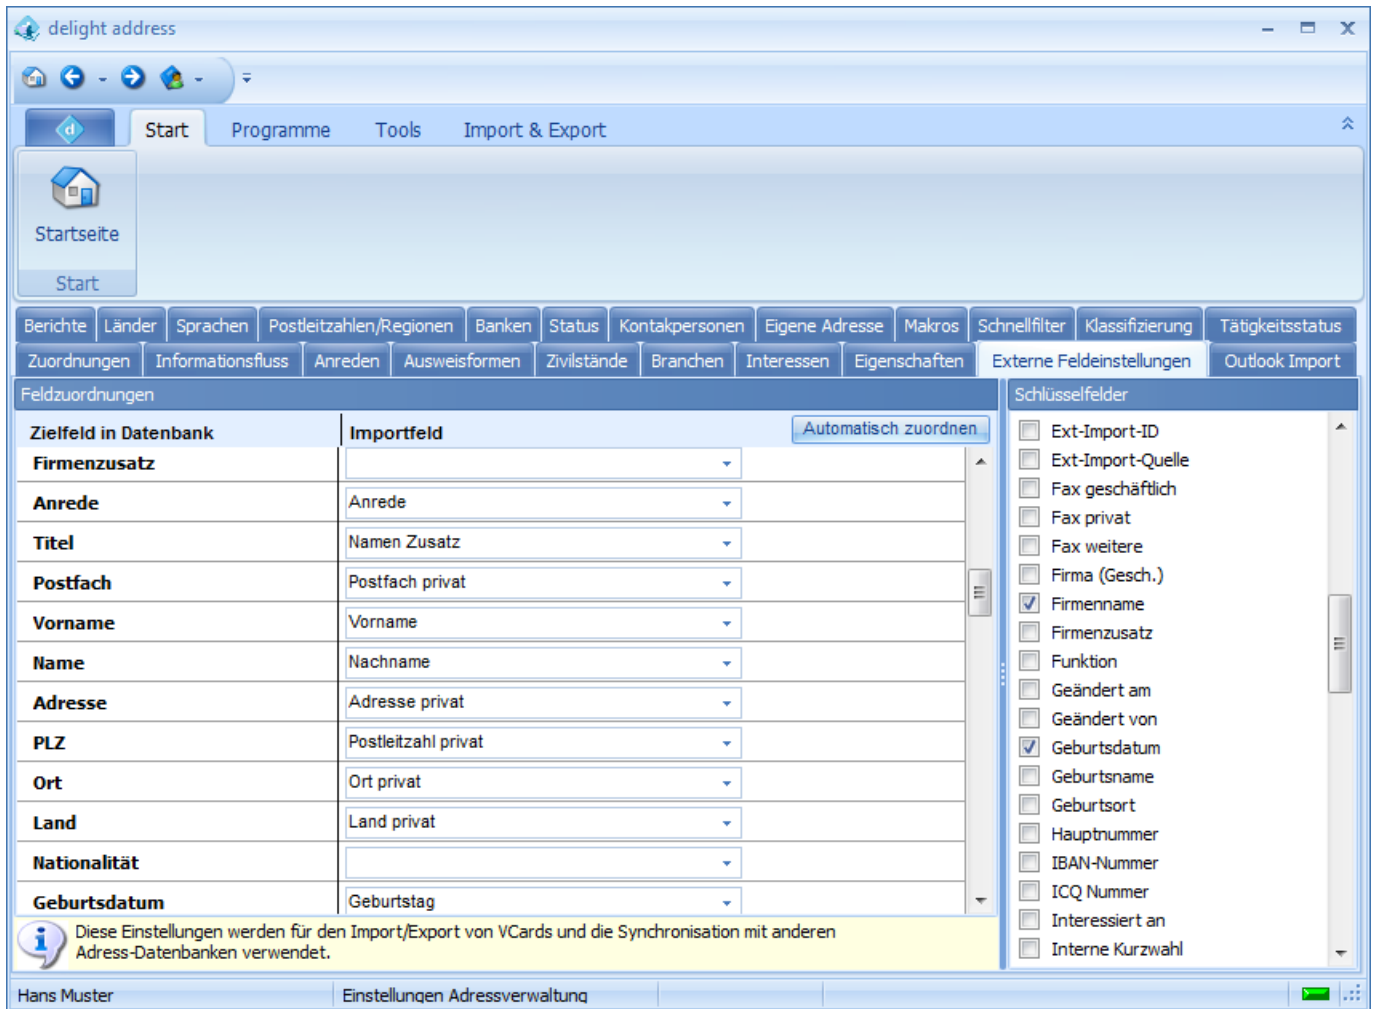 delight address
Start Programme Tools Import & Export
Startseite
Start
Berichte Länder Sprachen Postleitzahlen/Regionen Banken Status Kontakpersonen Eigene Adresse Makros Schnellfilter Klassifizierung Tätigkeitsstatus
Zuordnungen Informationsfluss Anreden Ausweisformen Zivilstände Branchen Interessen Eigenschaften Externe Feldeinstellungen Outlook Import
Feldzuordnungen
Zielfeld in Datenbank Importfeld Automatisch zuordnen
Firmenzusatz
Anrede Anrede
Titel Namen Zusatz
Postfach Postfach privat
Vorname Vorname
Name Nachname
Adresse Adresse privat
PLZ Postleitzahl privat
Ort Ort privat
Land Land privat
Nationalität
Geburtsdatum Geburtstag
Diese Einstellungen werden für den Import/Export von VCards und die Synchronisation mit anderen
Adress-Datenbanken verwendet.
Schlüsselfelder
Ext-Import-ID
Ext-Import-Quelle
Fax geschäftlich
Fax privat
Fax weitere
Firma (Gesch.)
Firmenname
Firmenzusatz
Funktion
Geändert am
Geändert von
Geburtsdatum
Geburtsname
Geburtsort
Hauptnummer
IBAN-Nummer
ICQ Nummer
Interessiert an
Interne Kurzwahl
Hans Muster Einstellungen Adressverwaltung